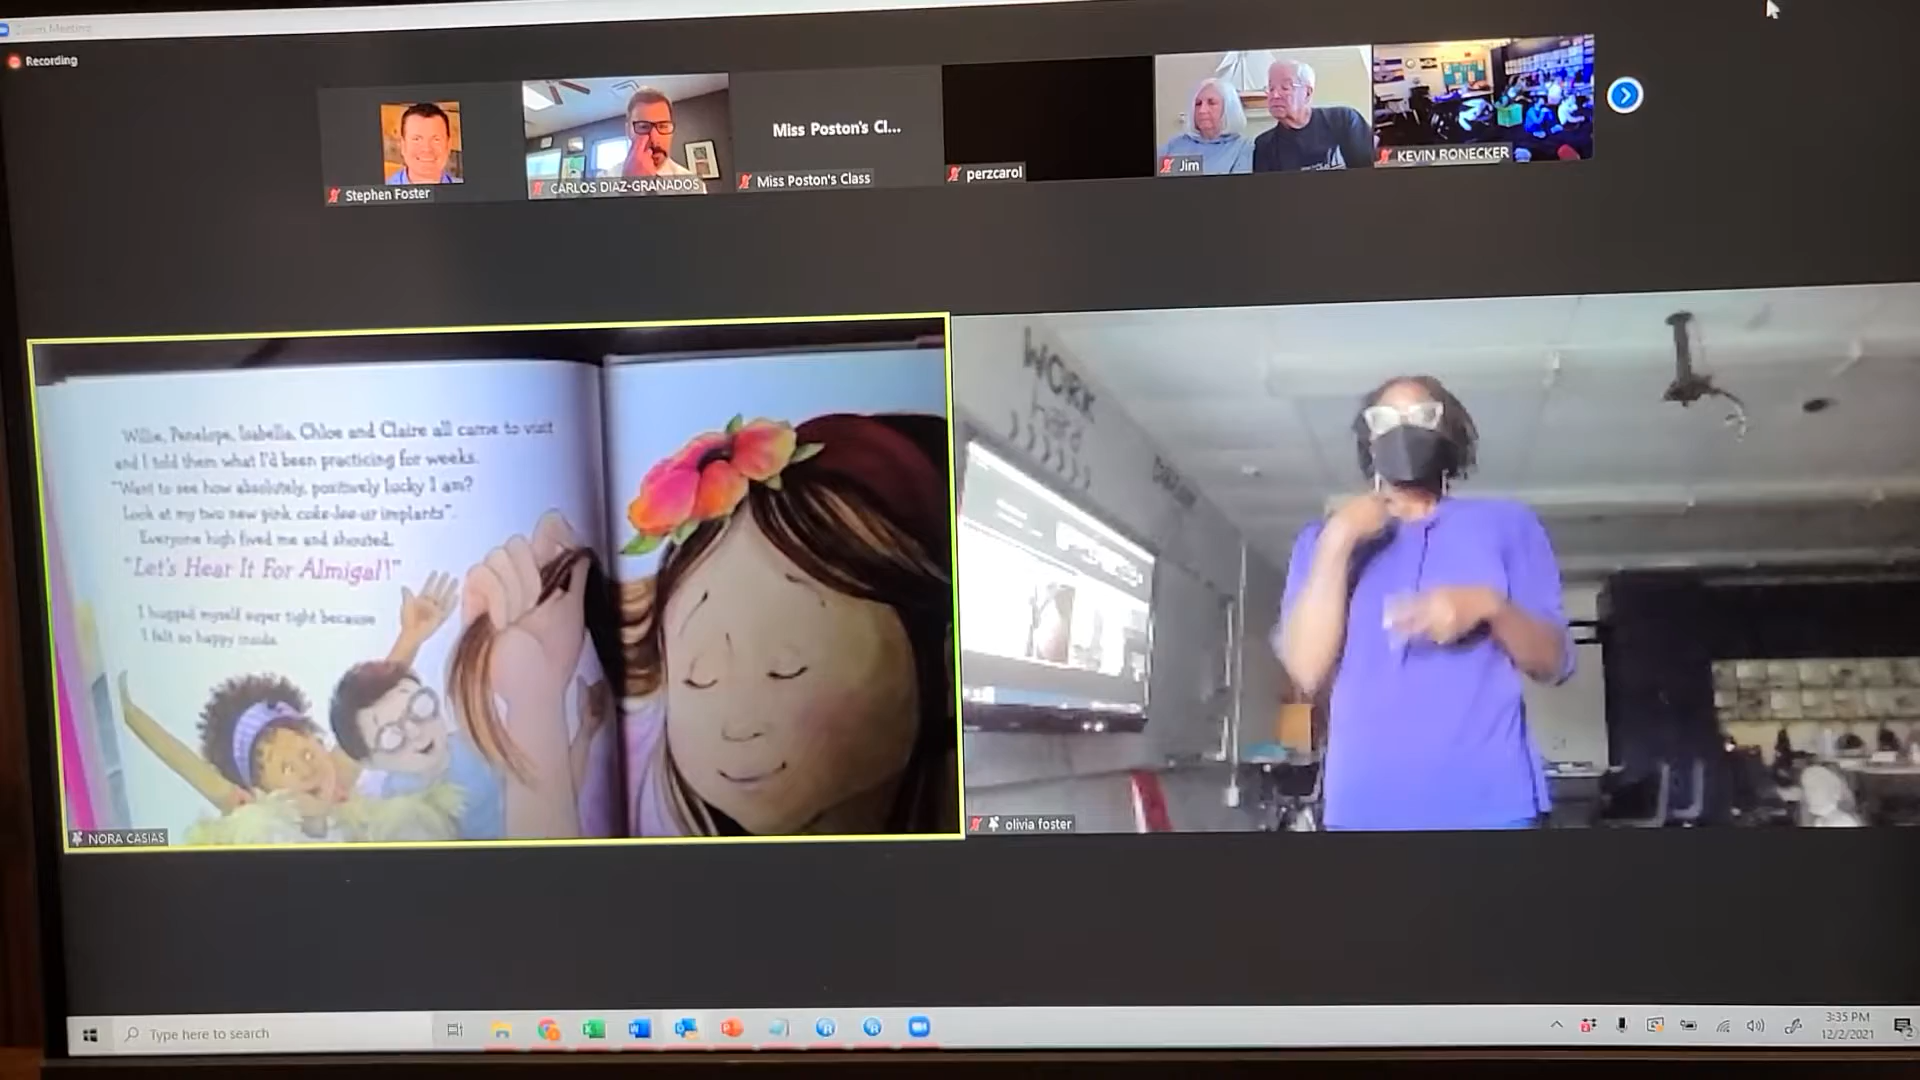 Zoom Meeting
Recording
Miss Poston's Cl...
Stephen Foster
CARLOS DIAZ-GRANADOS
Miss Poston's Class
perzcarol
Jim
KEVIN RONECKER
Willie, Penelope, Isabella, Chloe and Claire all came to visit
and I told them what I'd been practicing for weeks.
"Want to see how absolutely, positively lucky I am?
Look at my two new pink coke-lee-ur implants".
Everyone high fived me and shouted.
"Let's Hear It For Almigal!"
I hugged myself super tight because
I felt so happy inside.
NORA CASIAS
WORK
Hard
olivia foster
Type here to search
3:35 PM
12/2/2021
2